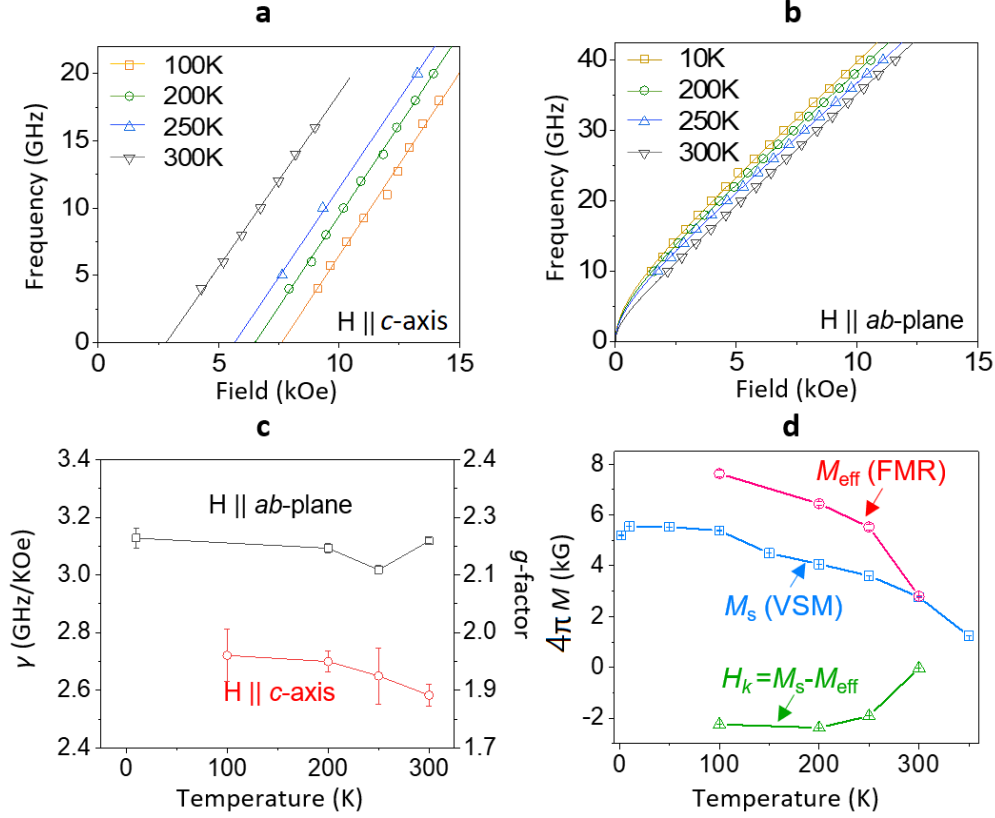 a
Frequency (GHz)
20
15
10
5
0
100K
200K
250K
300K
H || c-axis
0
5
10
15
Field (kOe)
b
Frequency (GHz)
40
30
20
10
0
10K
200K
250K
300K
H || ab-plane
0
5
10
15
Field (kOe)
c
γ (GHz/KOe)
3.4
3.2
3.0
2.8
2.6
2.4
H || ab-plane
H || c-axis
2.4
2.3
2.1
2.0
1.9
1.7
g-factor
0
100
200
300
Temperature (K)
d
4π M (kG)
8
6
4
2
0
-2
Meff (FMR)
Ms (VSM)
Hk =Ms-Meff
0
100
200
300
Temperature (K)